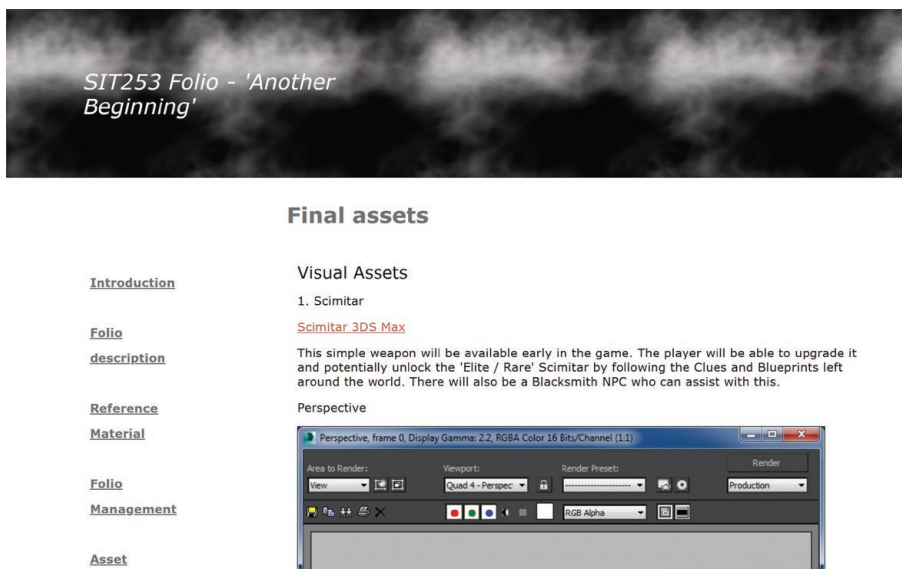 SIT253 Folio - 'Another
Beginning'
Final assets
Introduction
Folio
description
Reference
Material
Folio
Management
Asset
Visual Assets
1. Scimitar
Scimitar 3DS Max
This simple weapon will be available early in the game. The player will be able to upgrade it
and potentially unlock the 'Elite / Rare' Scimitar by following the Clues and Blueprints left
around the world. There will also be a Blacksmith NPC who can assist with this.
Perspective
Perspective, frame 0, Display Gamma: 2.2, RGBA Color 16 Bits/Channel (1:1)
Area to Render:
Viewport:
Render Preset:
Render
View
Quad 4 - Perspec
--------------------
Production
RGB Alpha